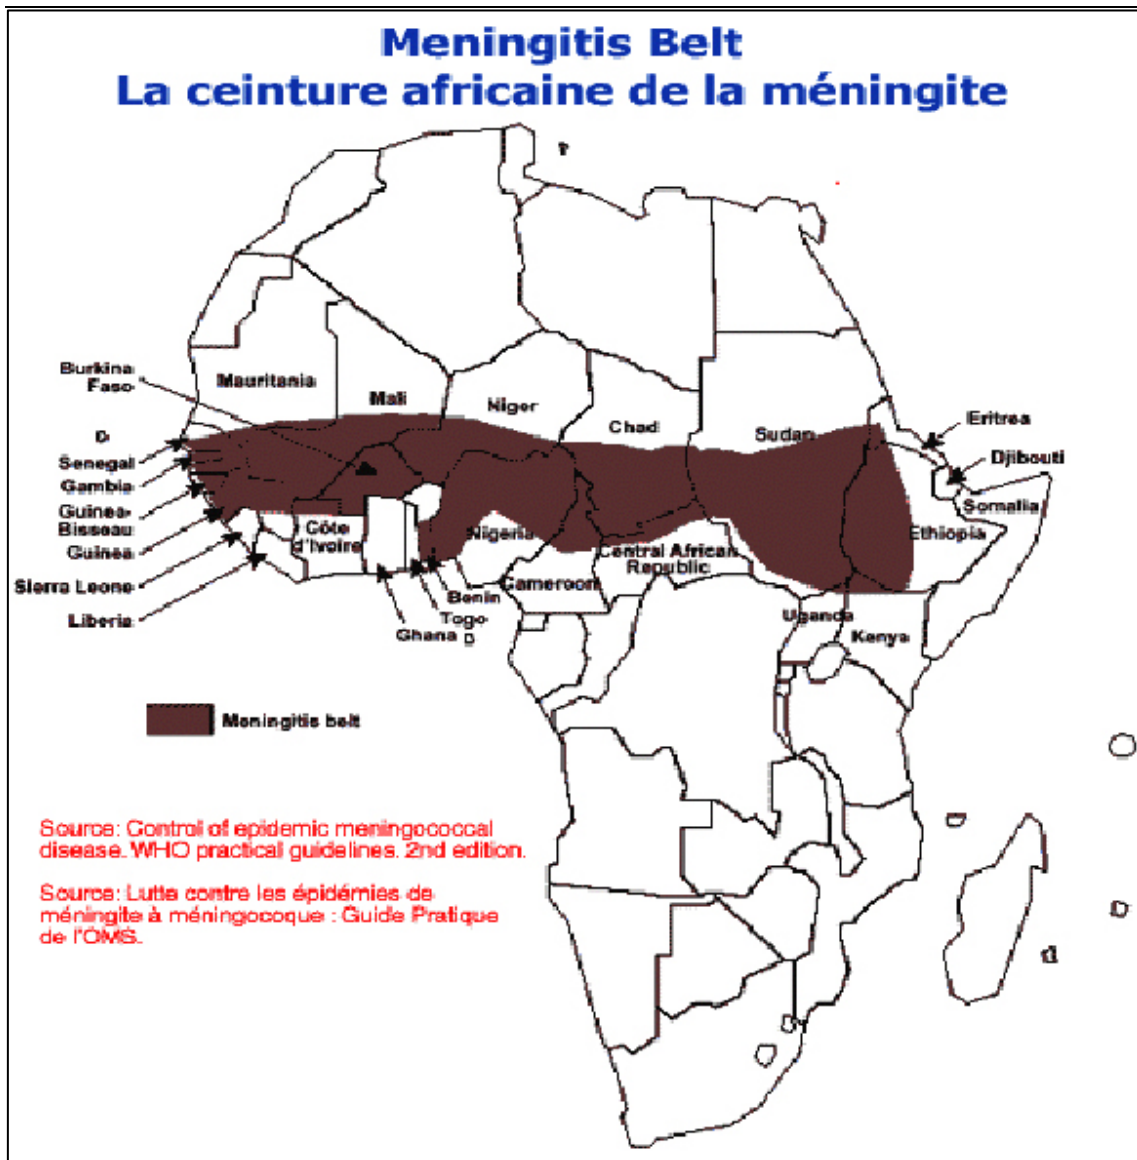 Meningitis Belt
La ceinture africaine de la méningite
Burkina
Faso
Mauritania
Mali
Niger
Chad
Sudan
Eritrea
Djibouti
Somalia
Ethiopia
D
Senegal
Gambia
Guinea-
Bisseau
Guinea
Sierra Leone
Liberia
Côte
d'Ivoire
Ghana
Togo
D
Benin
Nigeria
Cameroon
Central African
Republic
Uganda
Kenya
Meningitis belt
Source: Control of epidemic meningococcal
disease. WHO practical guidelines. 2nd edition.
Source: Lutte contre les épidémies de
méningite à méningocoque : Guide Pratique
de l'OMS.